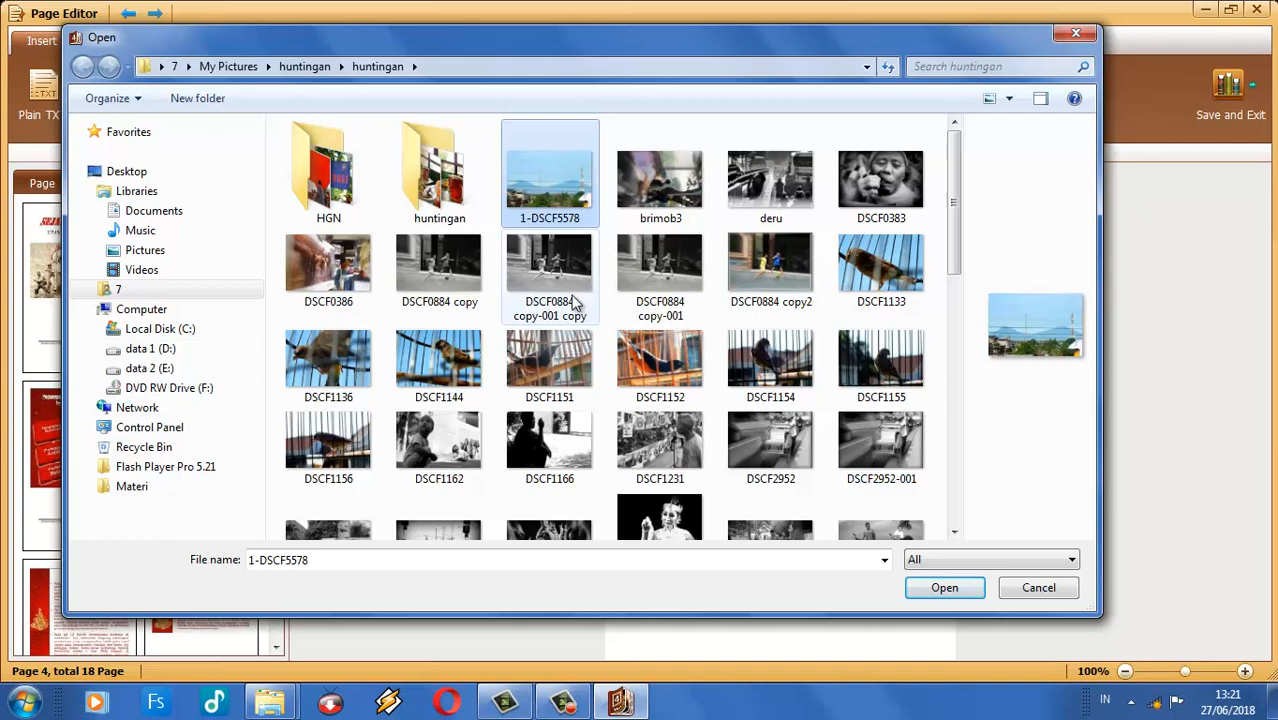 Page Editor
Insert
Open
7 My Pictures huntingan huntingan
Search huntingan
Plain TX
Save and Exit
Organize New folder
Favorites
Desktop
Libraries
Documents
Music
Pictures
Videos
7
Computer
Local Disk (C:)
data 1 (D:)
data 2 (E:)
DVD RW Drive (F:)
Network
Control Panel
Recycle Bin
Flash Player Pro 5.21
Materi
Page
HGN huntingan 1-DSCF5578 brimob3 deru DSCF0383
DSCF0386 DSCF0884 copy DSCF0884 copy-001 copy DSCF0884 copy-001 DSCF0884 copy2 DSCF1133
DSCF1136 DSCF1144 DSCF1151 DSCF1152 DSCF1154 DSCF1155
DSCF1156 DSCF1162 DSCF1166 DSCF1231 DSCF2952 DSCF2952-001
File name: 1-DSCF5578 All
Open Cancel
Page 4, total 18 Page 100%
Fs IN 13:21
27/06/2018